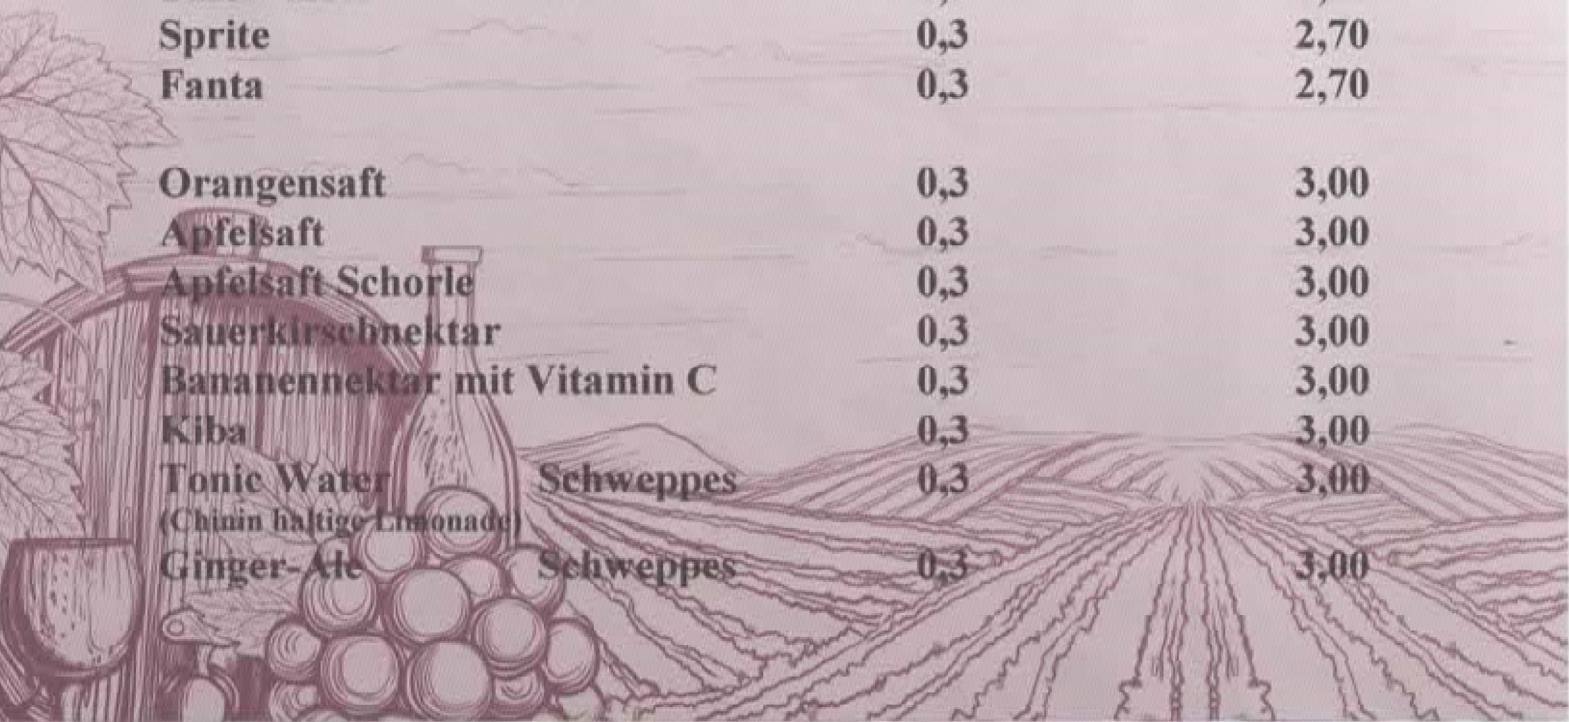 Sprite 0,3 2,70
Fanta 0,3 2,70
Orangensaft 0,3 3,00
Apfelsaft 0,3 3,00
Apfelsaft Schorle 0,3 3,00
Sauerkirschnektar 0,3 3,00
Bananennektar mit Vitamin C 0,3 3,00
Kiba 0,3 3,00
Tonic Water Schweppes 0,3 3,00
(Chinin haltige Limonade)
Ginger-Ale Schweppes 0,3 3,00